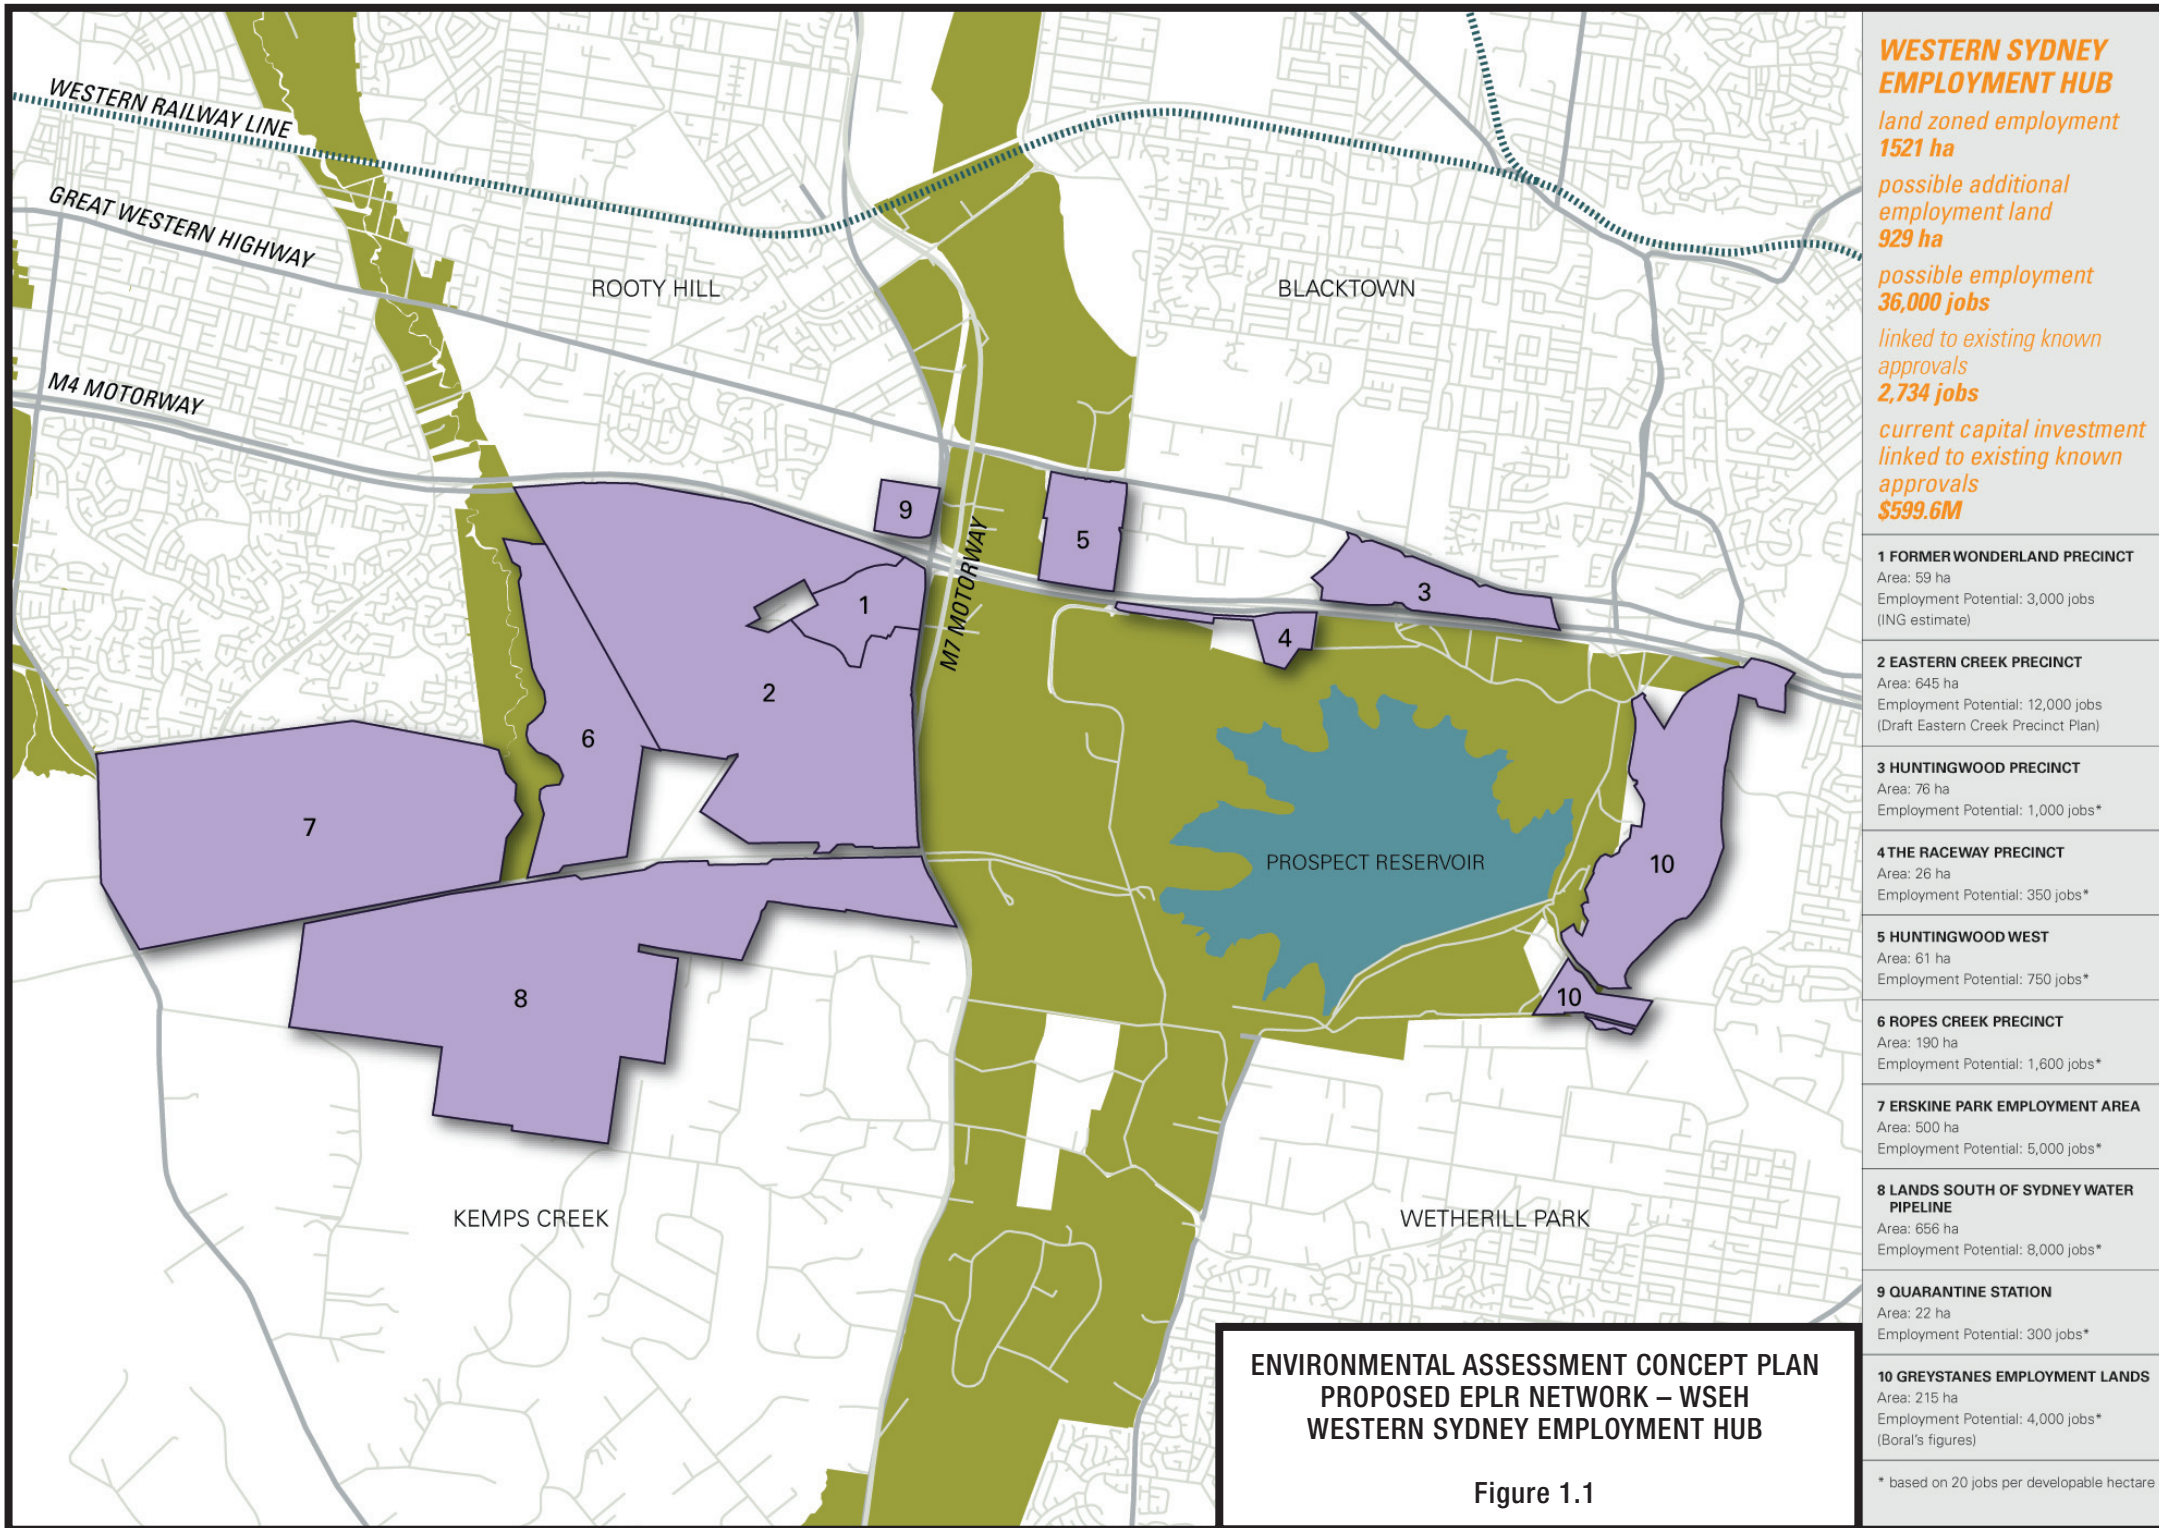 WESTERN RAILWAY LINE
GREAT WESTERN HIGHWAY
M4 MOTORWAY
ROOTY HILL
BLACKTOWN
9
5
M7 MOTORWAY
1
3
4
2
6
7
10
PROSPECT RESERVOIR
8
10
KEMPS CREEK
WETHERILL PARK
ENVIRONMENTAL ASSESSMENT CONCEPT PLAN
PROPOSED EPLR NETWORK – WSEH
WESTERN SYDNEY EMPLOYMENT HUB
Figure 1.1
WESTERN SYDNEY
EMPLOYMENT HUB
land zoned employment
1521 ha
possible additional
employment land
929 ha
possible employment
36,000 jobs
linked to existing known
approvals
2,734 jobs
current capital investment
linked to existing known
approvals
$599.6M
1 FORMER WONDERLAND PRECINCT
Area: 59 ha
Employment Potential: 3,000 jobs
(ING estimate)
2 EASTERN CREEK PRECINCT
Area: 645 ha
Employment Potential: 12,000 jobs
(Draft Eastern Creek Precinct Plan)
3 HUNTINGWOOD PRECINCT
Area: 76 ha
Employment Potential: 1,000 jobs*
4 THE RACEWAY PRECINCT
Area: 26 ha
Employment Potential: 350 jobs*
5 HUNTINGWOOD WEST
Area: 61 ha
Employment Potential: 750 jobs*
6 ROPES CREEK PRECINCT
Area: 190 ha
Employment Potential: 1,600 jobs*
7 ERSKINE PARK EMPLOYMENT AREA
Area: 500 ha
Employment Potential: 5,000 jobs*
8 LANDS SOUTH OF SYDNEY WATER
PIPELINE
Area: 656 ha
Employment Potential: 8,000 jobs*
9 QUARANTINE STATION
Area: 22 ha
Employment Potential: 300 jobs*
10 GREYSTANES EMPLOYMENT LANDS
Area: 215 ha
Employment Potential: 4,000 jobs*
(Boral's figures)
* based on 20 jobs per developable hectare